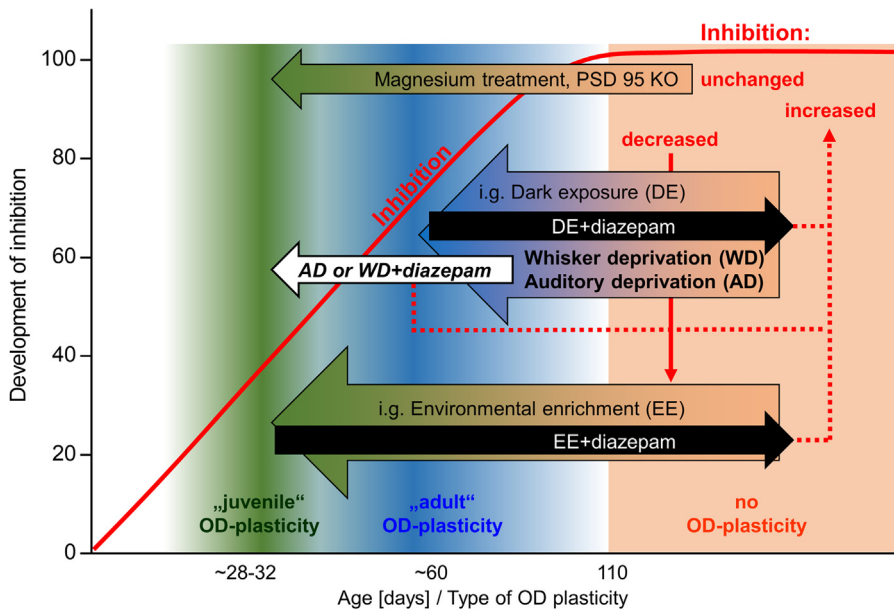 Inhibition:
Magnesium treatment, PSD 95 KO
unchanged
increased
decreased
Inhibition
i.g. Dark exposure (DE)
DE+diazepam
Whisker deprivation (WD)
Auditory deprivation (AD)
AD or WD+diazepam
i.g. Environmental enrichment (EE)
EE+diazepam
„juvenile“
OD-plasticity
„adult“
OD-plasticity
no
OD-plasticity
Development of inhibition
100
80
60
40
20
0
~28-32
~60
110
Age [days] / Type of OD plasticity